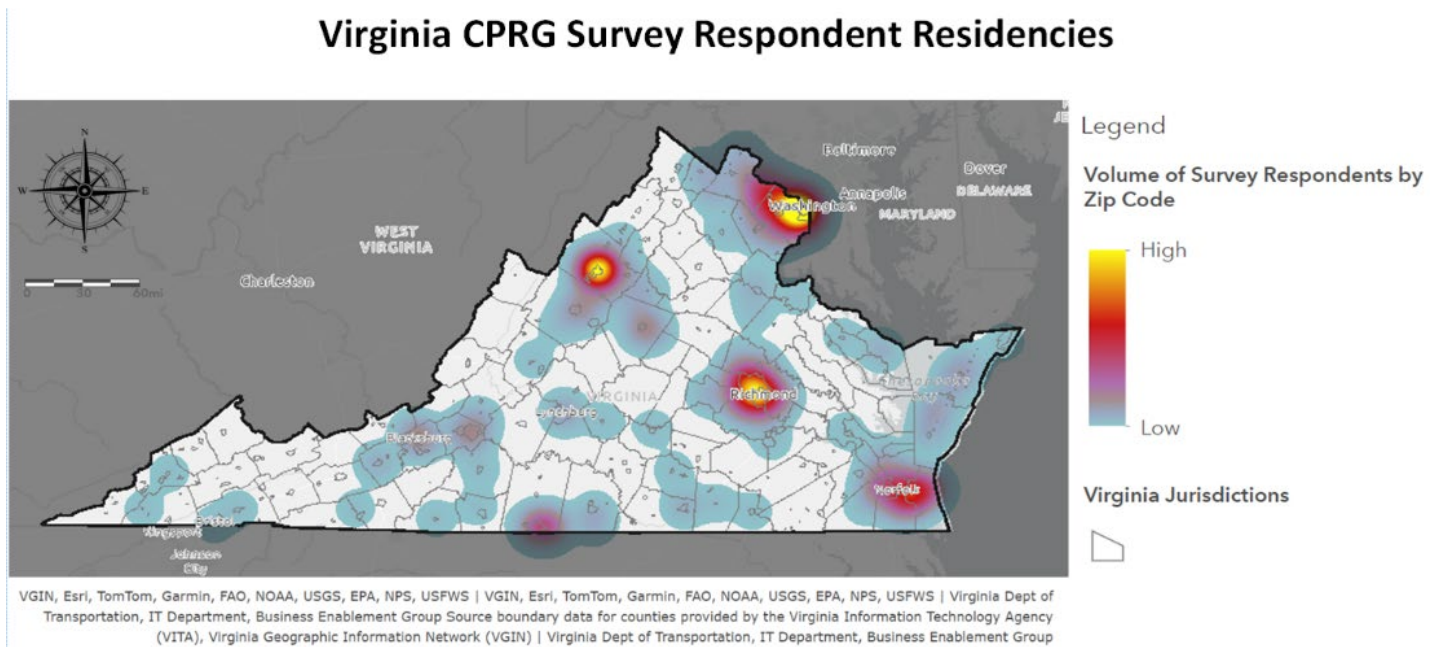 Virginia CPRG Survey Respondent Residencies
N
W
E
S
0 30 60mi
Baltimore
Dover
Annapolis
DELAWARE
Washington
MARYLAND
WEST
VIRGINIA
Charleston
Richmond
VIRGINIA
Lynchburg
Blacksburg
Norfolk
Bristol
Kingsport
Johnson
City
Legend
Volume of Survey Respondents by
Zip Code
High
Low
Virginia Jurisdictions
VGIN, Esri, TomTom, Garmin, FAO, NOAA, USGS, EPA, NPS, USFWS | VGIN, Esri, TomTom, Garmin, FAO, NOAA, USGS, EPA, NPS, USFWS | Virginia Dept of
Transportation, IT Department, Business Enablement Group Source boundary data for counties provided by the Virginia Information Technology Agency
(VITA), Virginia Geographic Information Network (VGIN) | Virginia Dept of Transportation, IT Department, Business Enablement Group